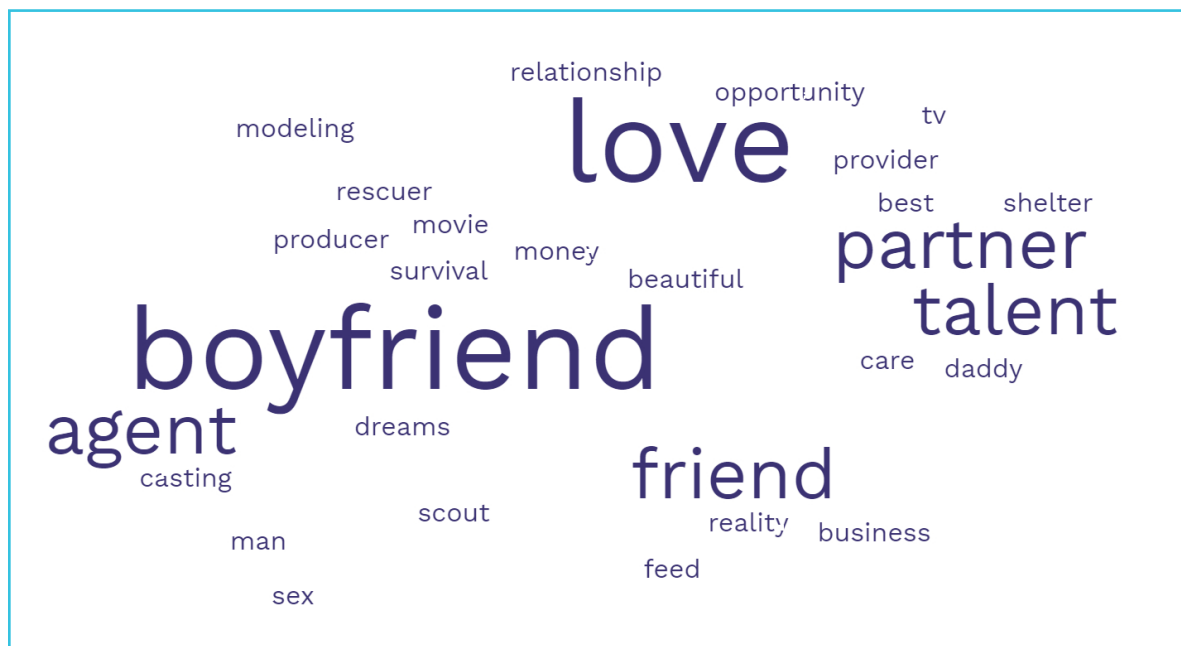 relationship
opportunity
tv
modeling
love
provider
rescuer
best
shelter
movie
producer
money
partner
survival
beautiful
talent
boyfriend
care
daddy
agent
dreams
casting
friend
scout
reality
business
man
feed
sex